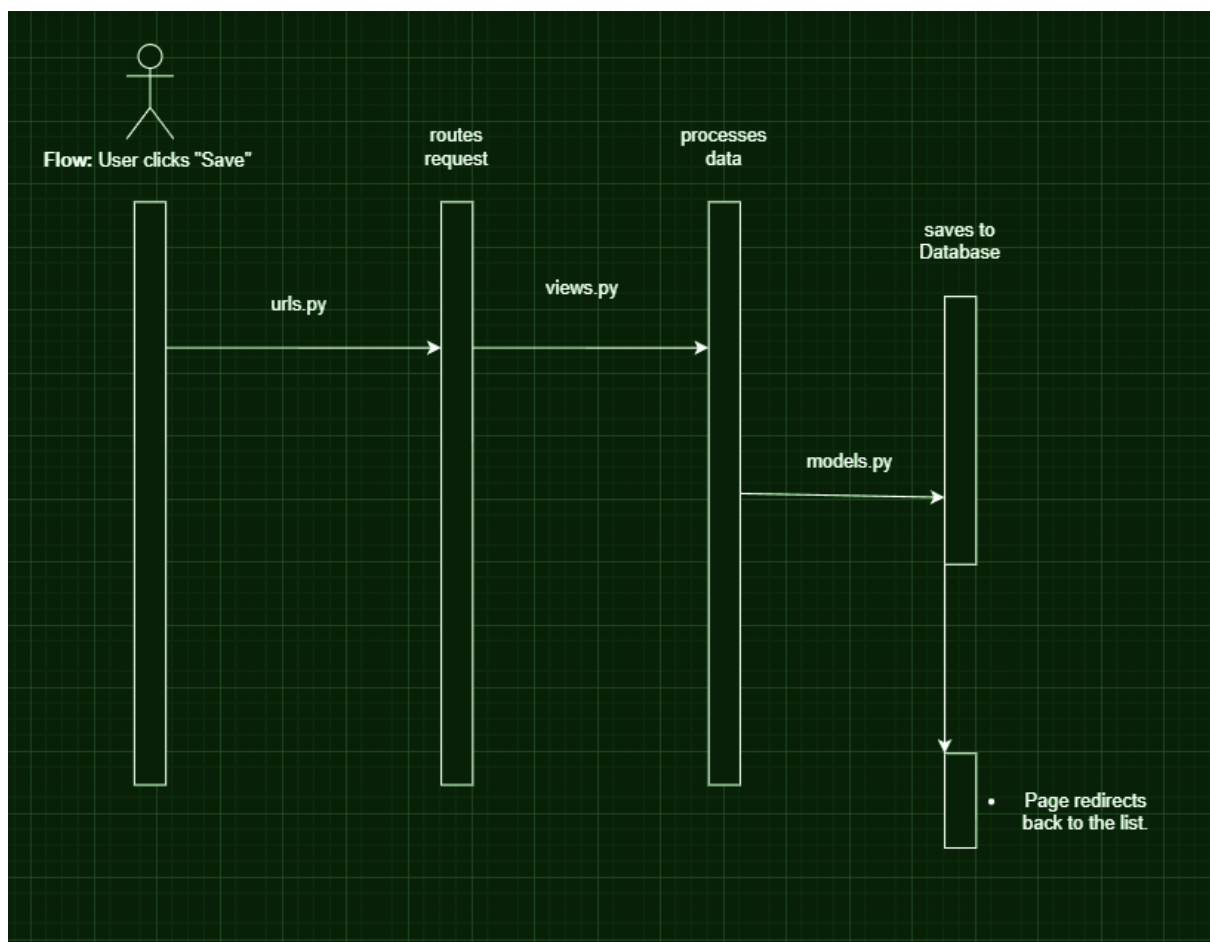 Flow: User clicks "Save"
routes
request
processes
data
saves to
Database
urls.py
views.py
models.py
• Page redirects
back to the list.